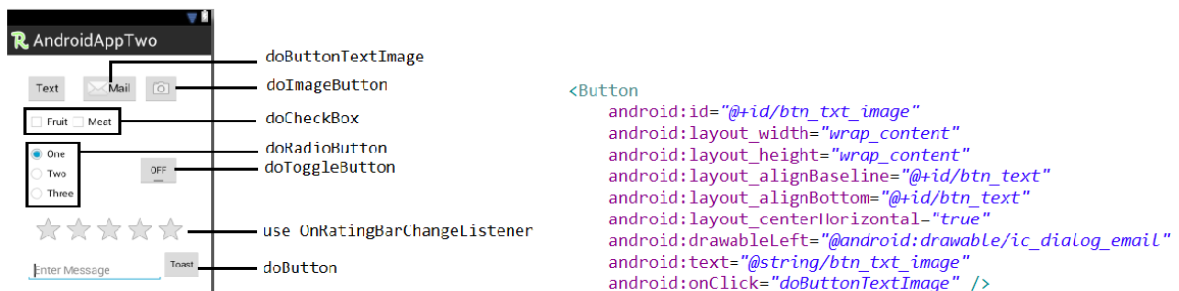 AndroidAppTwo
doButtonTextImage
Text Mail
doImageButton
Fruit Meat
doCheckBox
doRadioButton
One
Two
Three
OFF
doToggleButton
use OnRatingBarChangeListener
Enter Message
Toast
doButton
<Button
android:id="@+id/btn_txt_image"
android:layout_width="wrap_content"
android:layout_height="wrap_content"
android:layout_alignBaseline="@+id/btn_text"
android:layout_alignBottom="@+id/btn_text"
android:layout_centerHorizontal="true"
android:drawableLeft="@android:drawable/ic_dialog_email"
android:text="@string/btn_txt_image"
android:onClick="doButtonTextImage" />